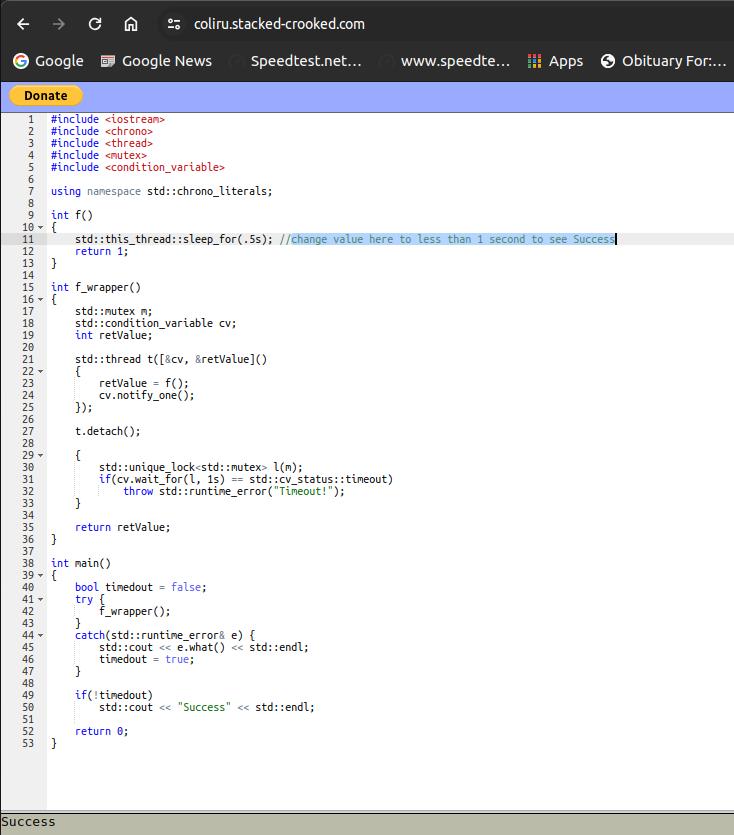 coliru.stacked-crooked.com
Google Google News Speedtest.net... www.speedte... Apps Obituary For:...
Donate
1 #include <iostream>
2 #include <chrono>
3 #include <thread>
4 #include <mutex>
5 #include <condition_variable>
6
7 using namespace std::chrono_literals;
8
9 int f()
10 {
11     std::this_thread::sleep_for(.5s); //change value here to less than 1 second to see Success
12     return 1;
13 }
14
15 int f_wrapper()
16 {
17     std::mutex m;
18     std::condition_variable cv;
19     int retValue;
20
21     std::thread t([&cv, &retValue]()
22     {
23         retValue = f();
24         cv.notify_one();
25     });
26
27     t.detach();
28
29     {
30         std::unique_lock<std::mutex> l(m);
31         if(cv.wait_for(l, 1s) == std::cv_status::timeout)
32             throw std::runtime_error("Timeout!");
33     }
34
35     return retValue;
36 }
37
38 int main()
39 {
40     bool timedout = false;
41     try {
42         f_wrapper();
43     }
44     catch(std::runtime_error& e) {
45         std::cout << e.what() << std::endl;
46         timedout = true;
47     }
48
49     if(!timedout)
50         std::cout << "Success" << std::endl;
51
52     return 0;
53 }
Success